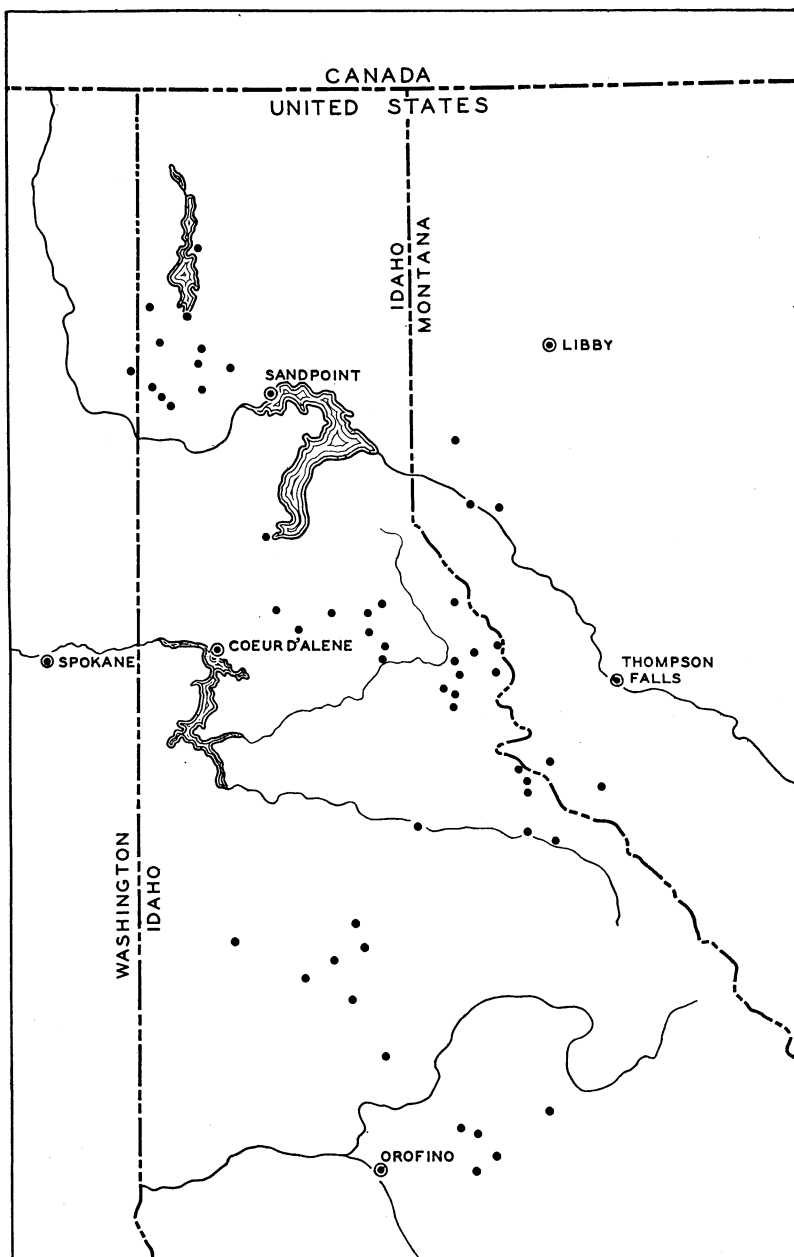 CANADA
UNITED STATES
IDAHO
MONTANA
LIBBY
SANDPOINT
COEUR D'ALENE
SPOKANE
THOMPSON
FALLS
WASHINGTON
IDAHO
OROFINO